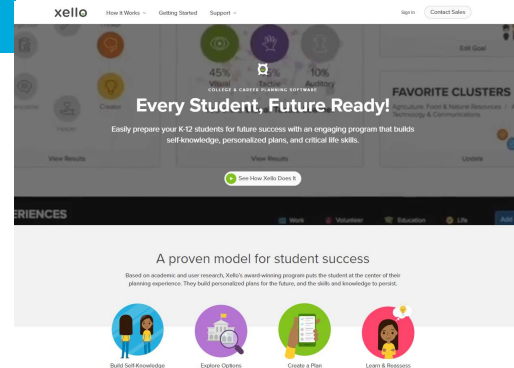 xello How it Works Getting Started Support Sign In Contact Sales
Edit Goal
45% 10%
Visual Tactile Auditory
COLLEGE & CAREER PLANNING SOFTWARE
FAVORITE CLUSTERS
Creator
Every Student, Future Ready!
Agriculture, Food & Natural Resources
Technology & Communications
Easily prepare your K-12 students for future success with an engaging program that builds
self-knowledge, personalized plans, and critical life skills.
View Results View Results Update
See How Xello Does It
ERIENCES Work Volunteer Education Life Add
A proven model for student success
Based on academic and user research, Xello's award-winning program puts the student at the center of their
planning experience. They build personalized plans for the future, and the skills and knowledge to persist.
Build Self-Knowledge Explore Options Create a Plan Learn & Reassess